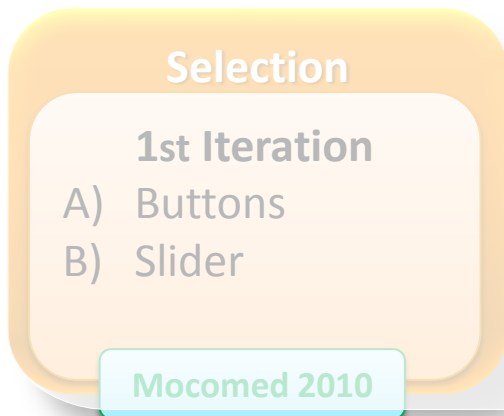 Selection
1st Iteration
A) Buttons
B) Slider
Mocomed 2010